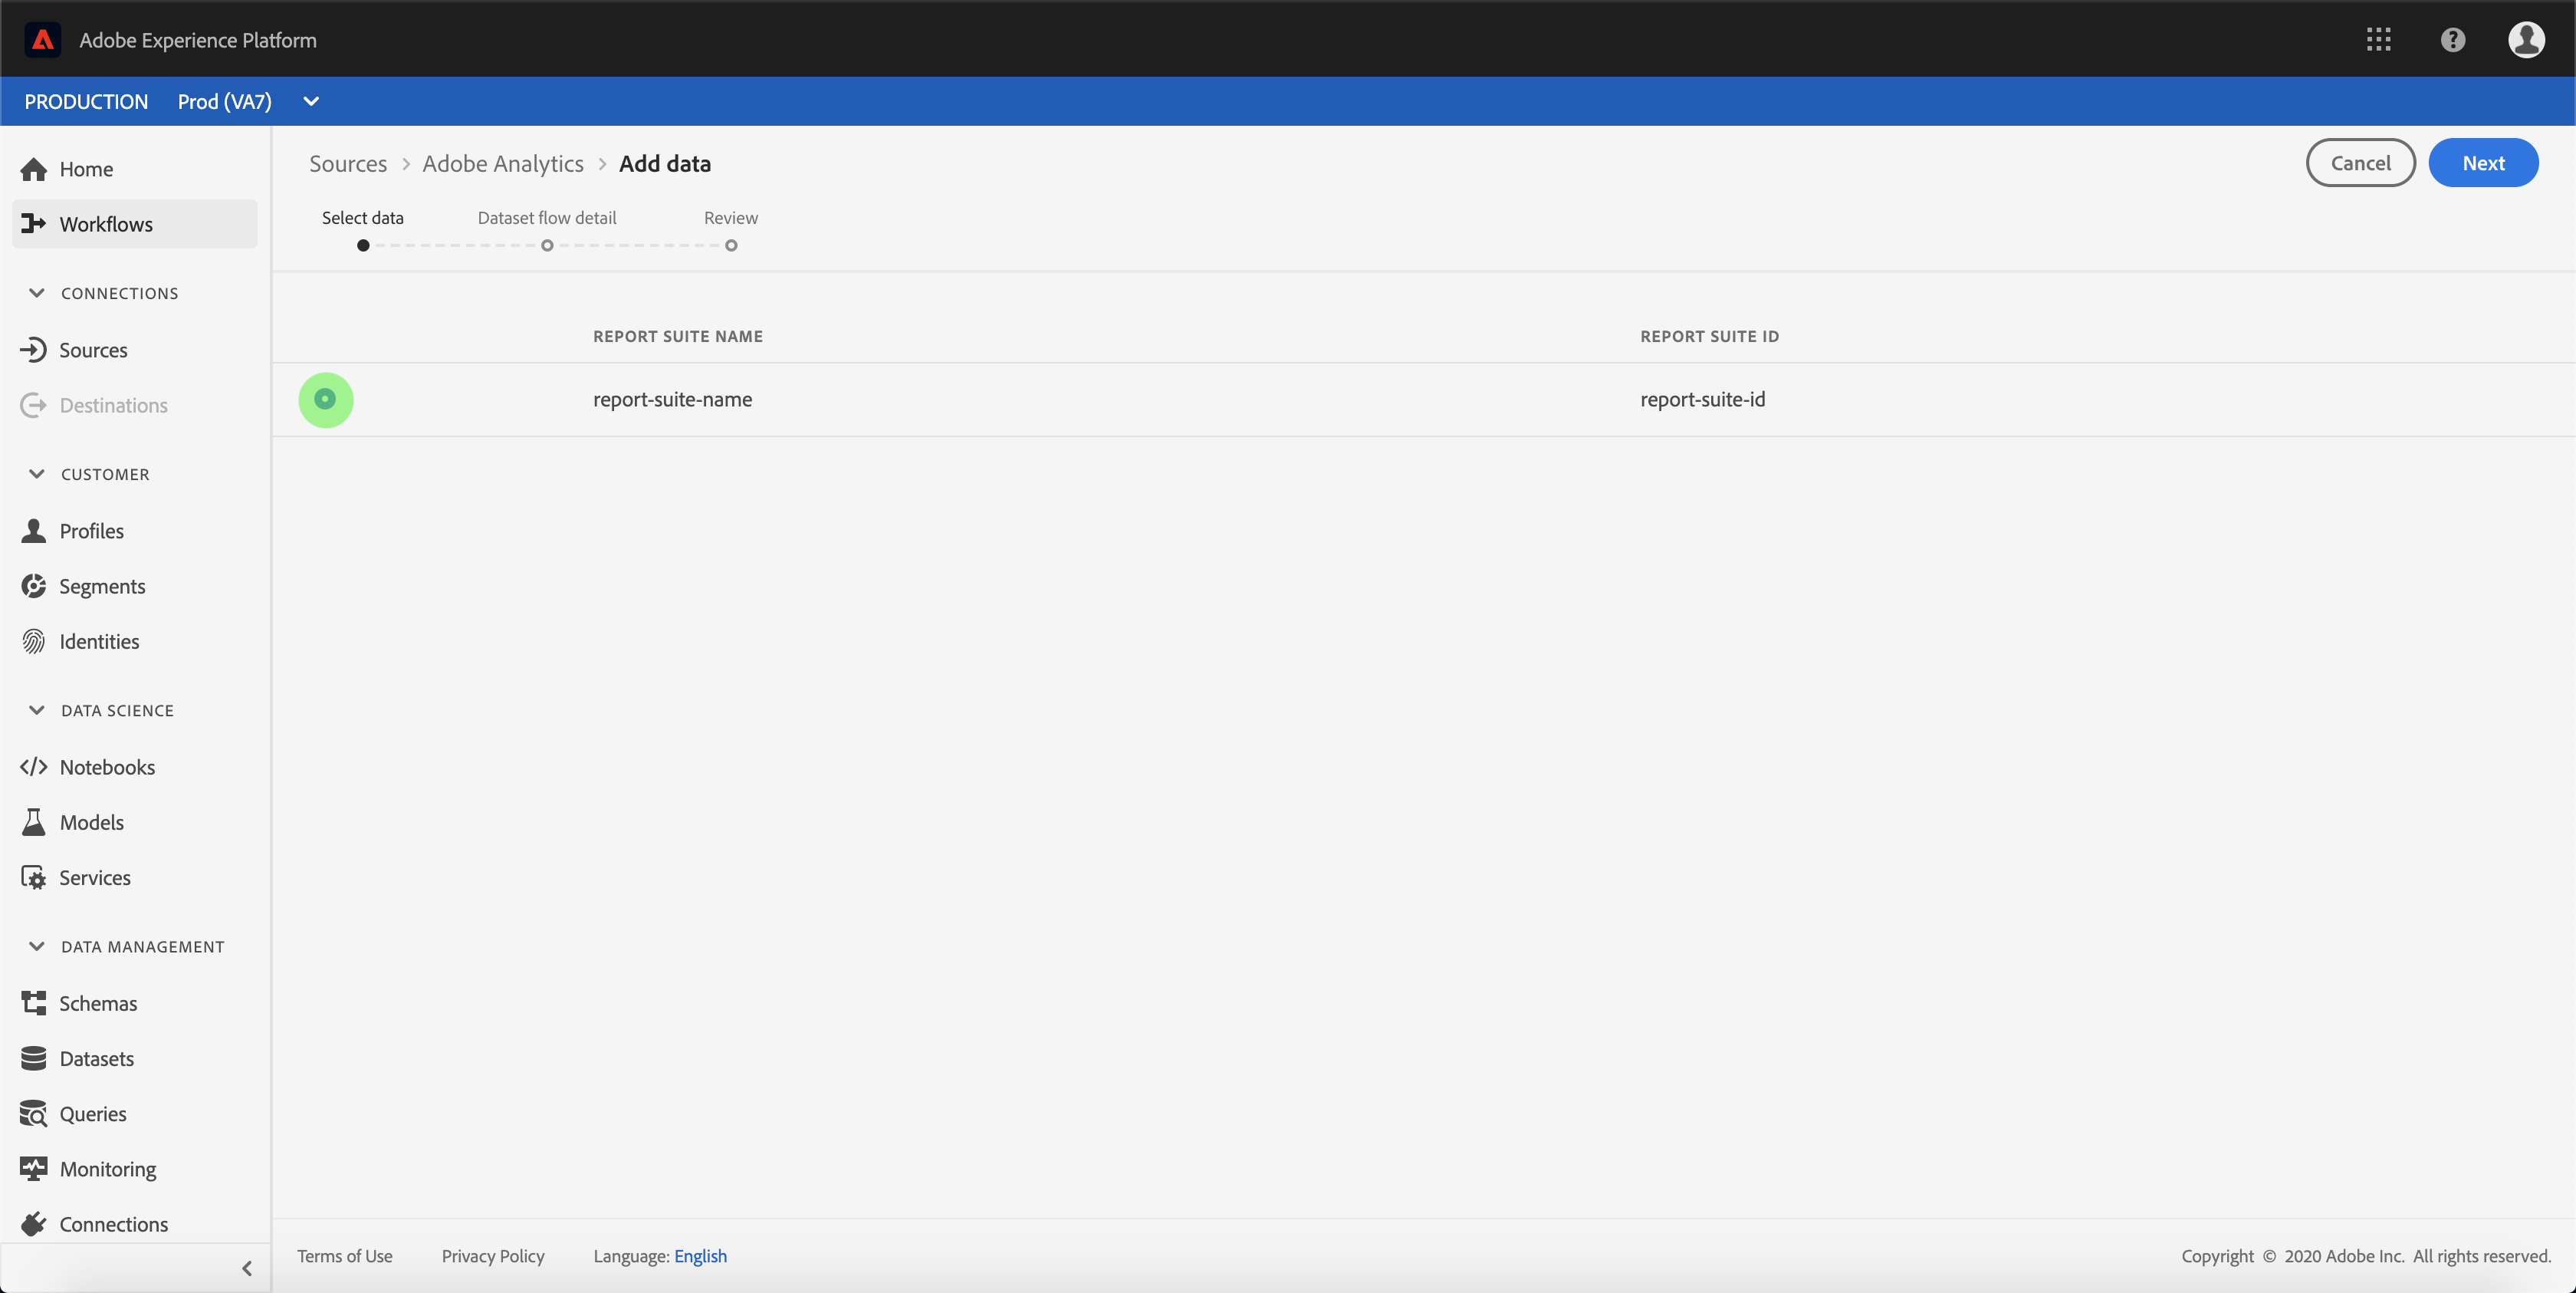 Adobe Experience Platform
PRODUCTION Prod (VA7)
Home
Workflows
CONNECTIONS
Sources
Destinations
CUSTOMER
Profiles
Segments
Identities
DATA SCIENCE
Notebooks
Models
Services
DATA MANAGEMENT
Schemas
Datasets
Queries
Monitoring
Connections
Sources > Adobe Analytics > Add data
Cancel Next
Select data Dataset flow detail Review
REPORT SUITE NAME REPORT SUITE ID
report-suite-name report-suite-id
Terms of Use Privacy Policy Language: English Copyright © 2020 Adobe Inc. All rights reserved.